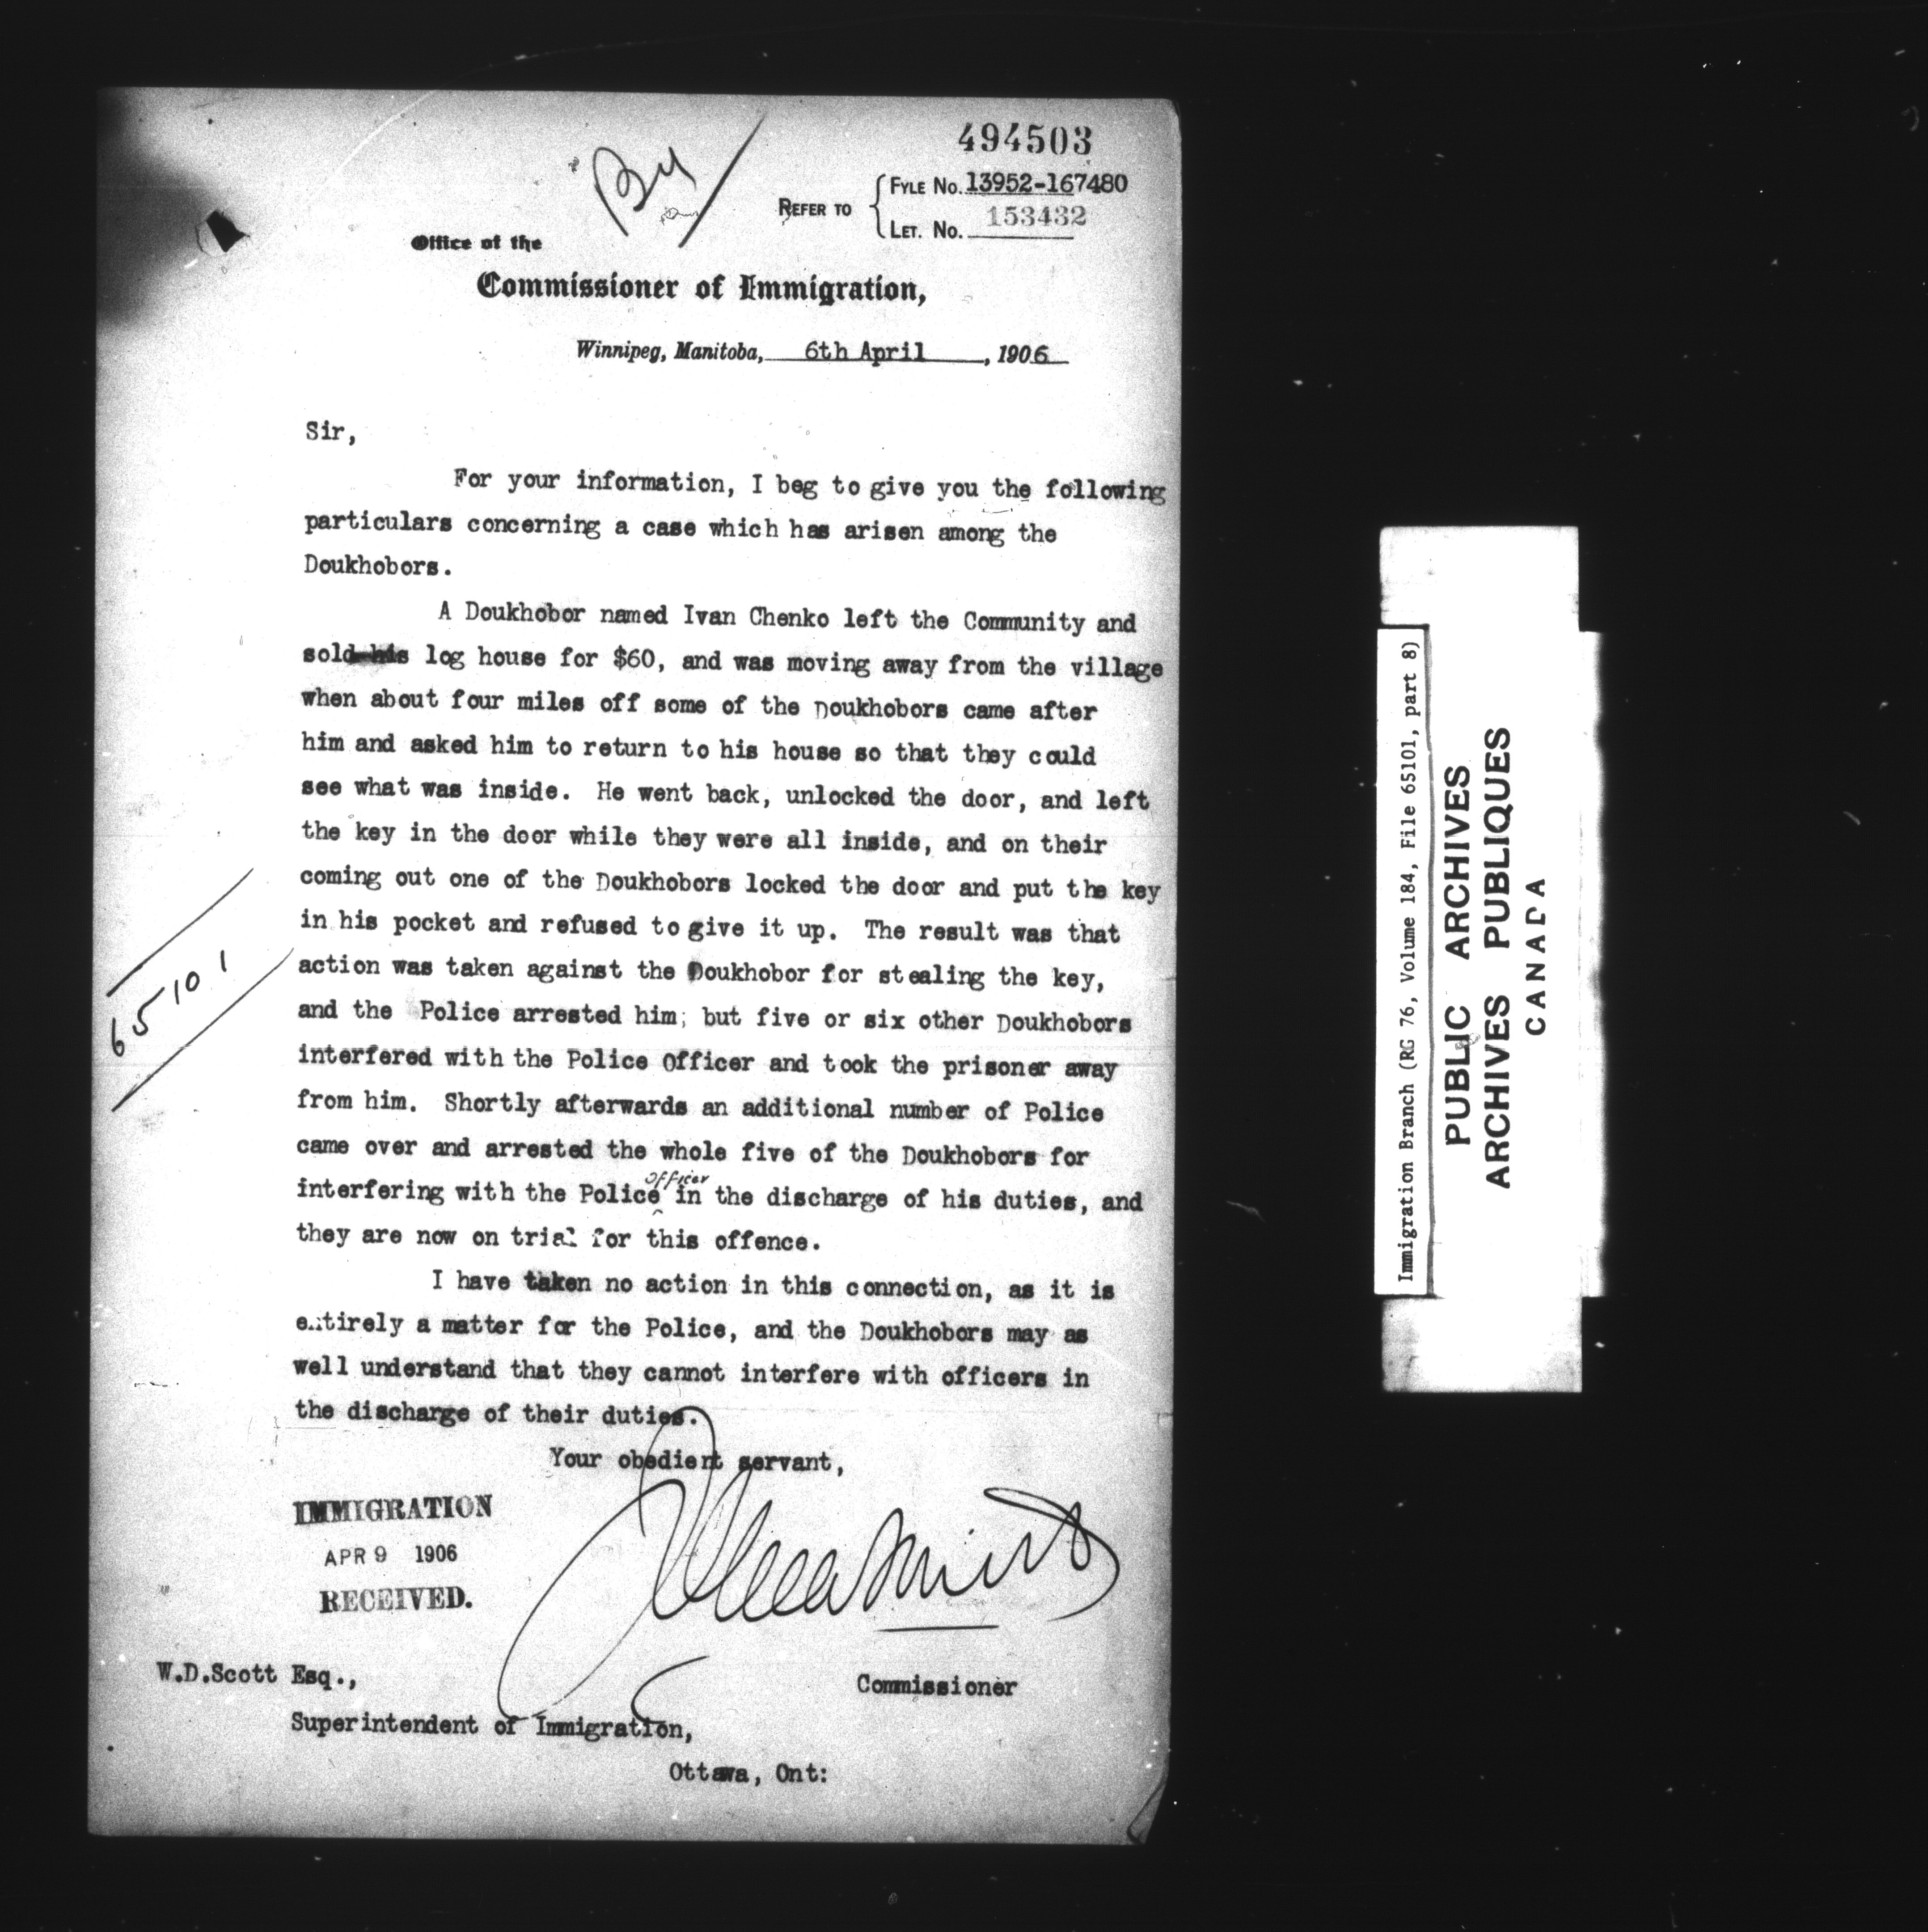 494503
REFER TO
FYLE No. 13952-167480
LET. No. 153432
Office of the
Commissioner of Immigration,
Winnipeg, Manitoba, 6th April, 1906
Sir,
For your information, I beg to give you the following
particulars concerning a case which has arisen among the
Doukhobors.
A Doukhobor named Ivan Chenko left the Community and
sold his log house for $60, and was moving away from the village
when about four miles off some of the Doukhobors came after
him and asked him to return to his house so that they could
see what was inside. He went back, unlocked the door, and left
the key in the door while they were all inside, and on their
coming out one of the Doukhobors locked the door and put the key
in his pocket and refused to give it up. The result was that
action was taken against the Doukhobor for stealing the key,
and the Police arrested him; but five or six other Doukhobors
interfered with the Police Officer and took the prisoner away
from him. Shortly afterwards an additional number of Police
came over and arrested the whole five of the Doukhobors for
interfering with the Police officer in the discharge of his duties, and
they are now on trial for this offence.
I have taken no action in this connection, as it is
entirely a matter for the Police, and the Doukhobors may as
well understand that they cannot interfere with officers in
the discharge of their duties.
Your obedient servant,
65101
IMMIGRATION
APR 9 1906
RECEIVED.
Commissioner
W.D.Scott Esq.,
Superintendent of Immigration,
Ottawa, Ont:
Immigration Branch (RG 76, Volume 184, File 65101, part 8)
PUBLIC ARCHIVES
ARCHIVES PUBLIQUES
CANADA